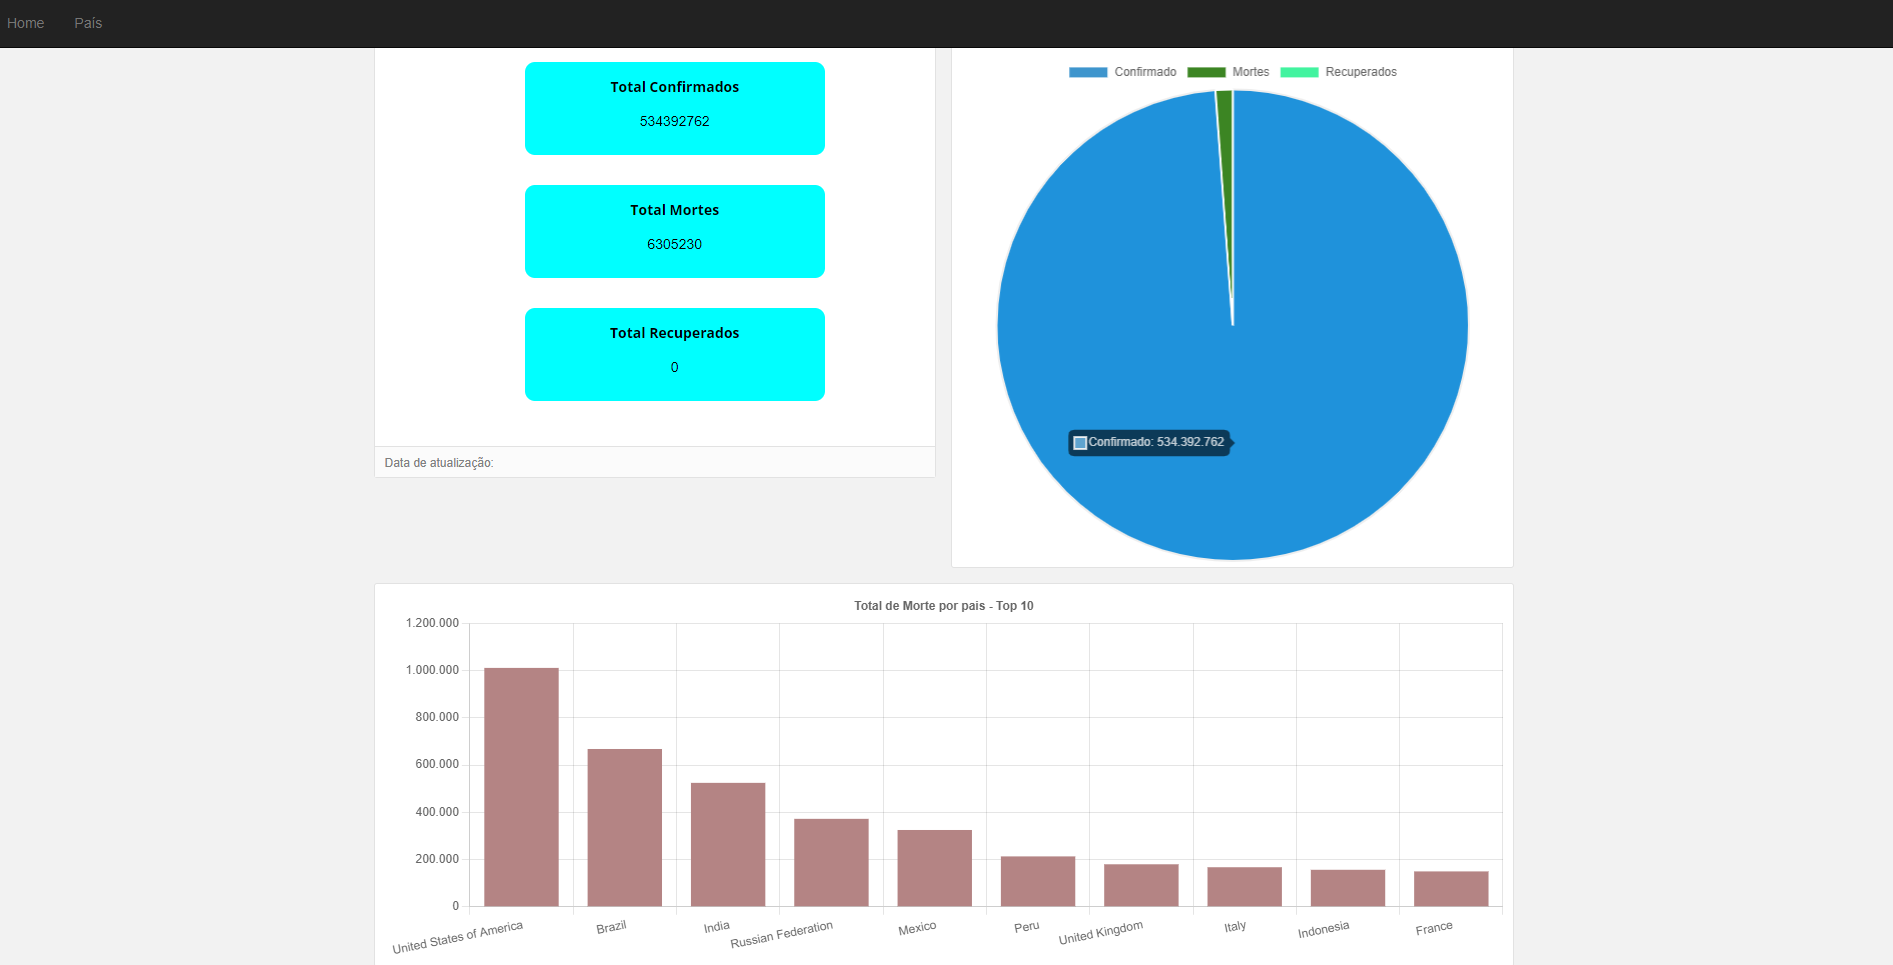 Home País
Total Confirmados
534392762
Total Mortes
6305230
Total Recuperados
0
Data de atualização:
Confirmado Mortes Recuperados
Confirmado: 534.392.762
Total de Morte por pais - Top 10
1.200.000
1.000.000
800.000
600.000
400.000
200.000
0
United States of America Brazil India Russian Federation Mexico Peru United Kingdom Italy Indonesia France